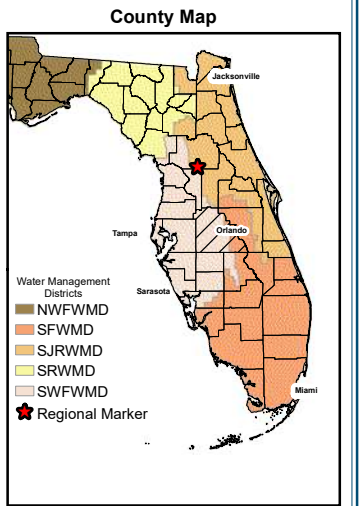 County Map
Jacksonville
Orlando
Tampa
Sarasota
Water Management
Districts
NWFWMD
SFWMD
SJRWMD
SRWMD
SWFWMD
Regional Marker
Miami